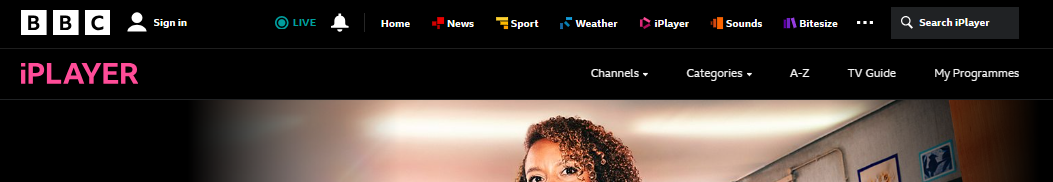 BBC Sign in LIVE Home News Sport Weather iPlayer Sounds Bitesize ... Search iPlayer
iPLAYER Channels Categories A-Z TV Guide My Programmes